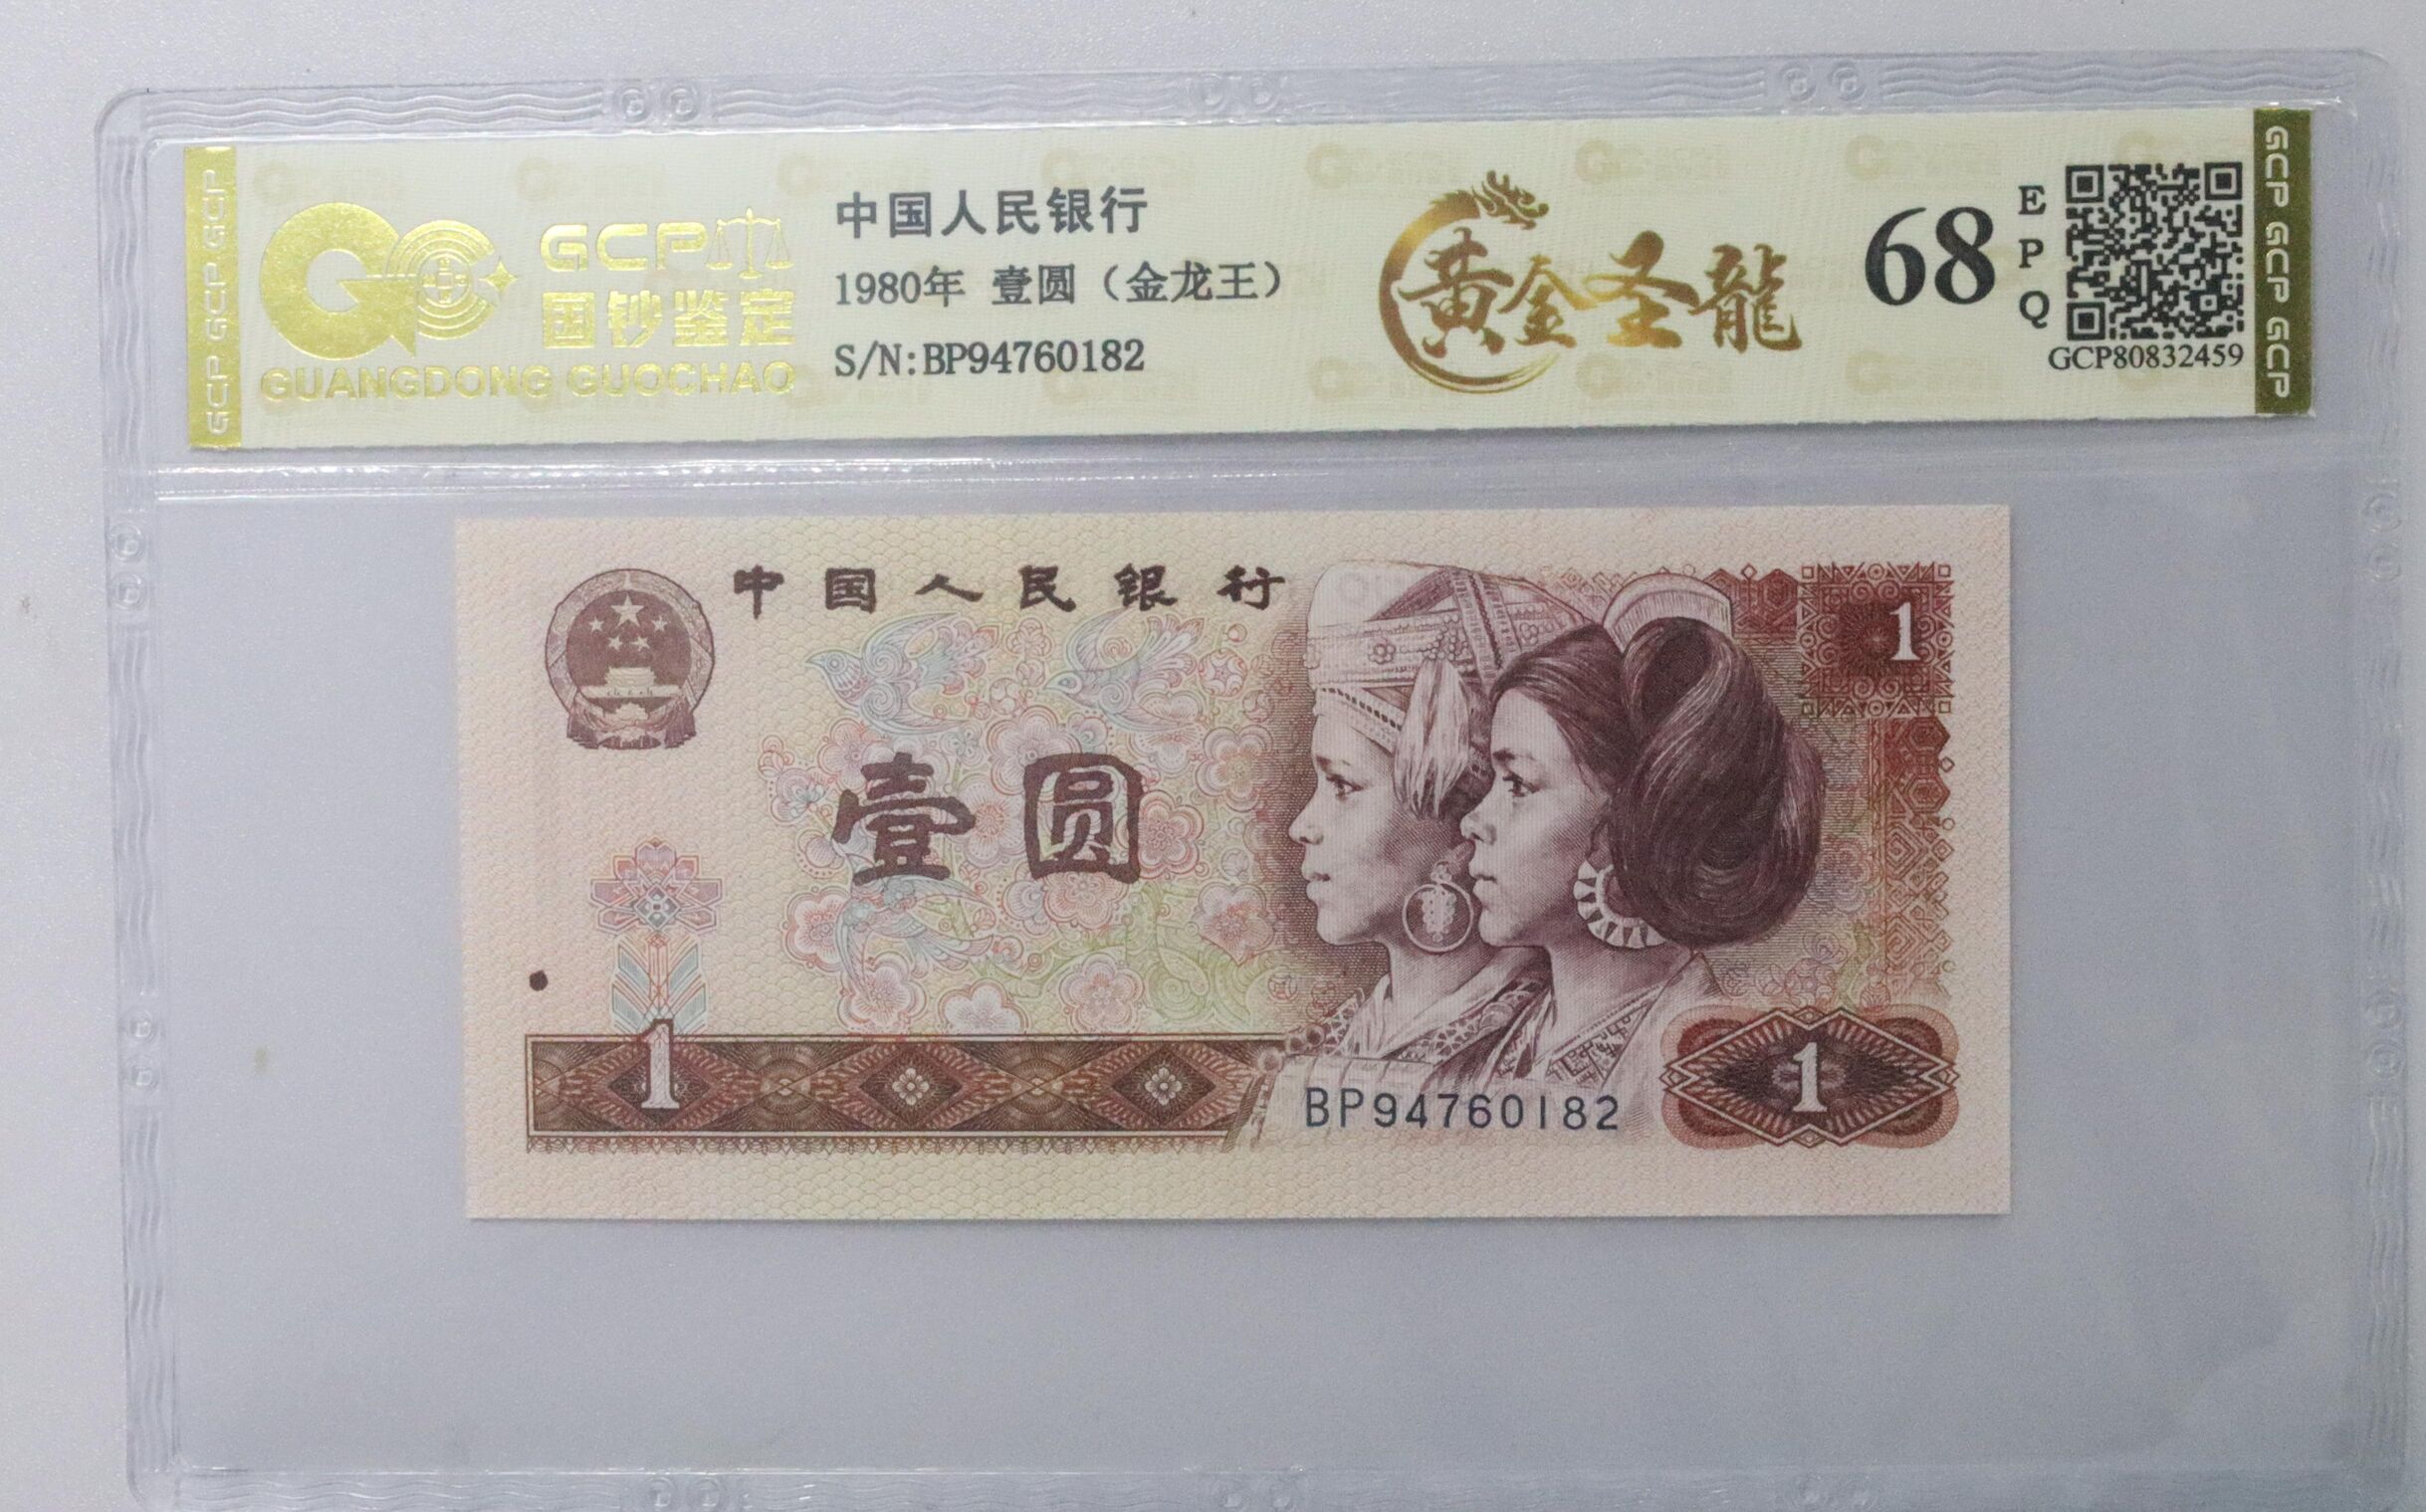 GCP GCP GCP
GCP
国钞鉴定
GUANGDONG GUOCHAO
中国人民银行
1980年 壹圆（金龙王）
S/N:BP94760182
黄金圣龍
68
EPQ
GCP80832459
GCP GCP GCP
中国人民银行
1
壹圆
1
BP94760182
1